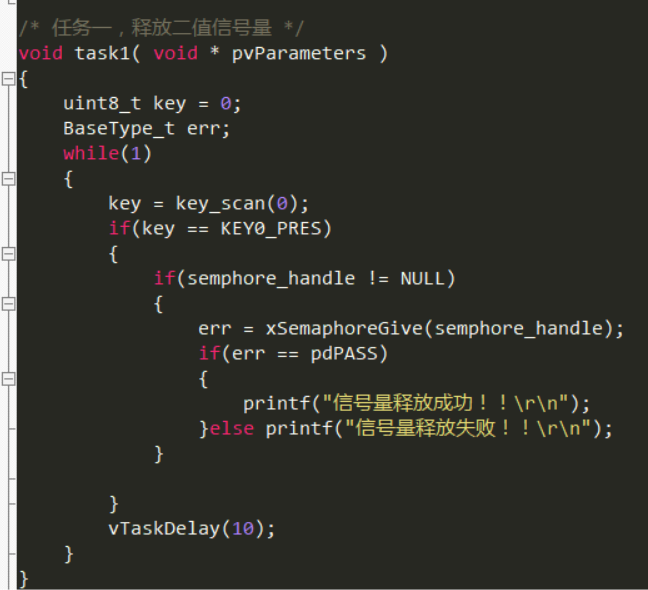 /* 任务一，释放二值信号量 */
void task1( void * pvParameters )
{
    uint8_t key = 0;
    BaseType_t err;
    while(1)
    {
        key = key_scan(0);
        if(key == KEY0_PRES)
        {
            if(semphore_handle != NULL)
            {
                err = xSemaphoreGive(semphore_handle);
                if(err == pdPASS)
                {
                    printf("信号量释放成功！！\r\n");
                }else printf("信号量释放失败！！\r\n");
            }
        }
        vTaskDelay(10);
    }
}